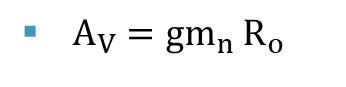 ▪ A_V = gm_n R_o